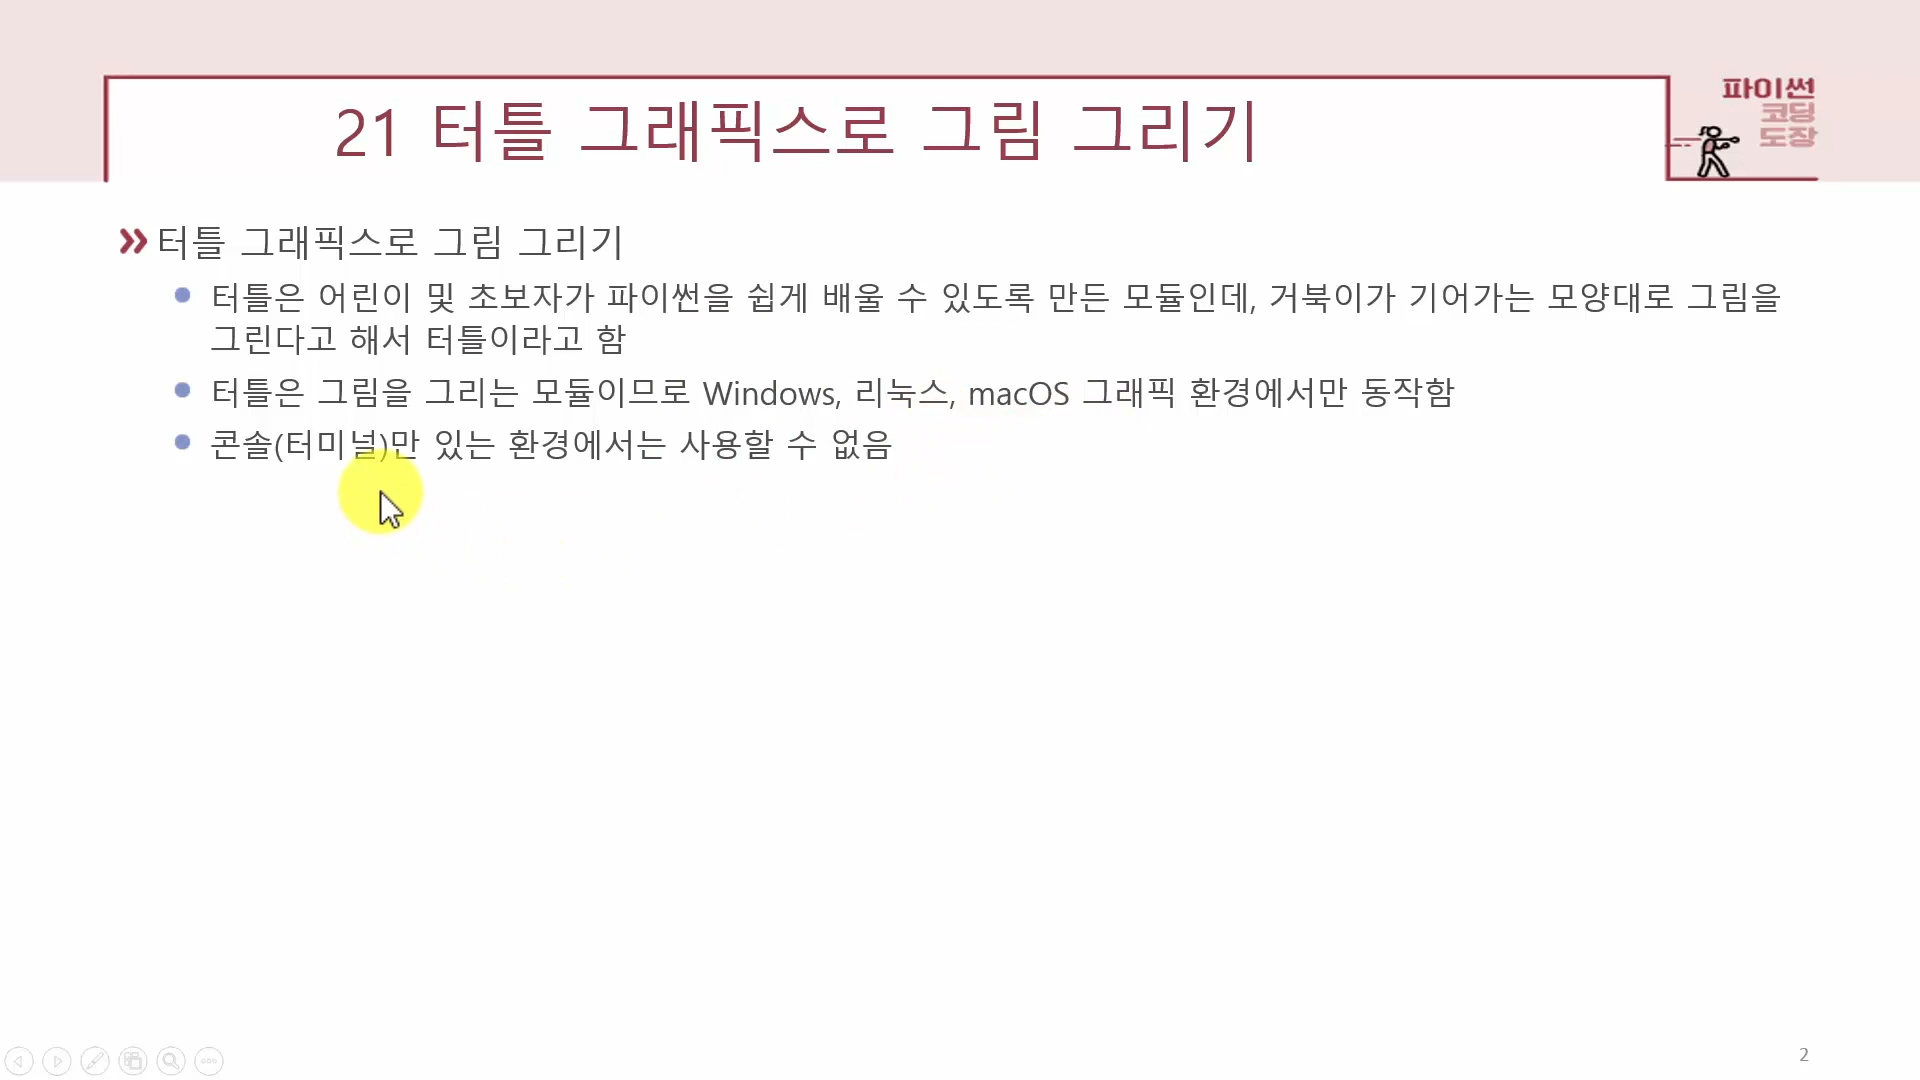 21 터틀 그래픽스로 그림 그리기
파이썬
코딩
도장
터틀 그래픽스로 그림 그리기
터틀은 어린이 및 초보자가 파이썬을 쉽게 배울 수 있도록 만든 모듈인데, 거북이가 기어가는 모양대로 그림을
그린다고 해서 터틀이라고 함
터틀은 그림을 그리는 모듈이므로 Windows, 리눅스, macOS 그래픽 환경에서만 동작함
콘솔(터미널)만 있는 환경에서는 사용할 수 없음
2